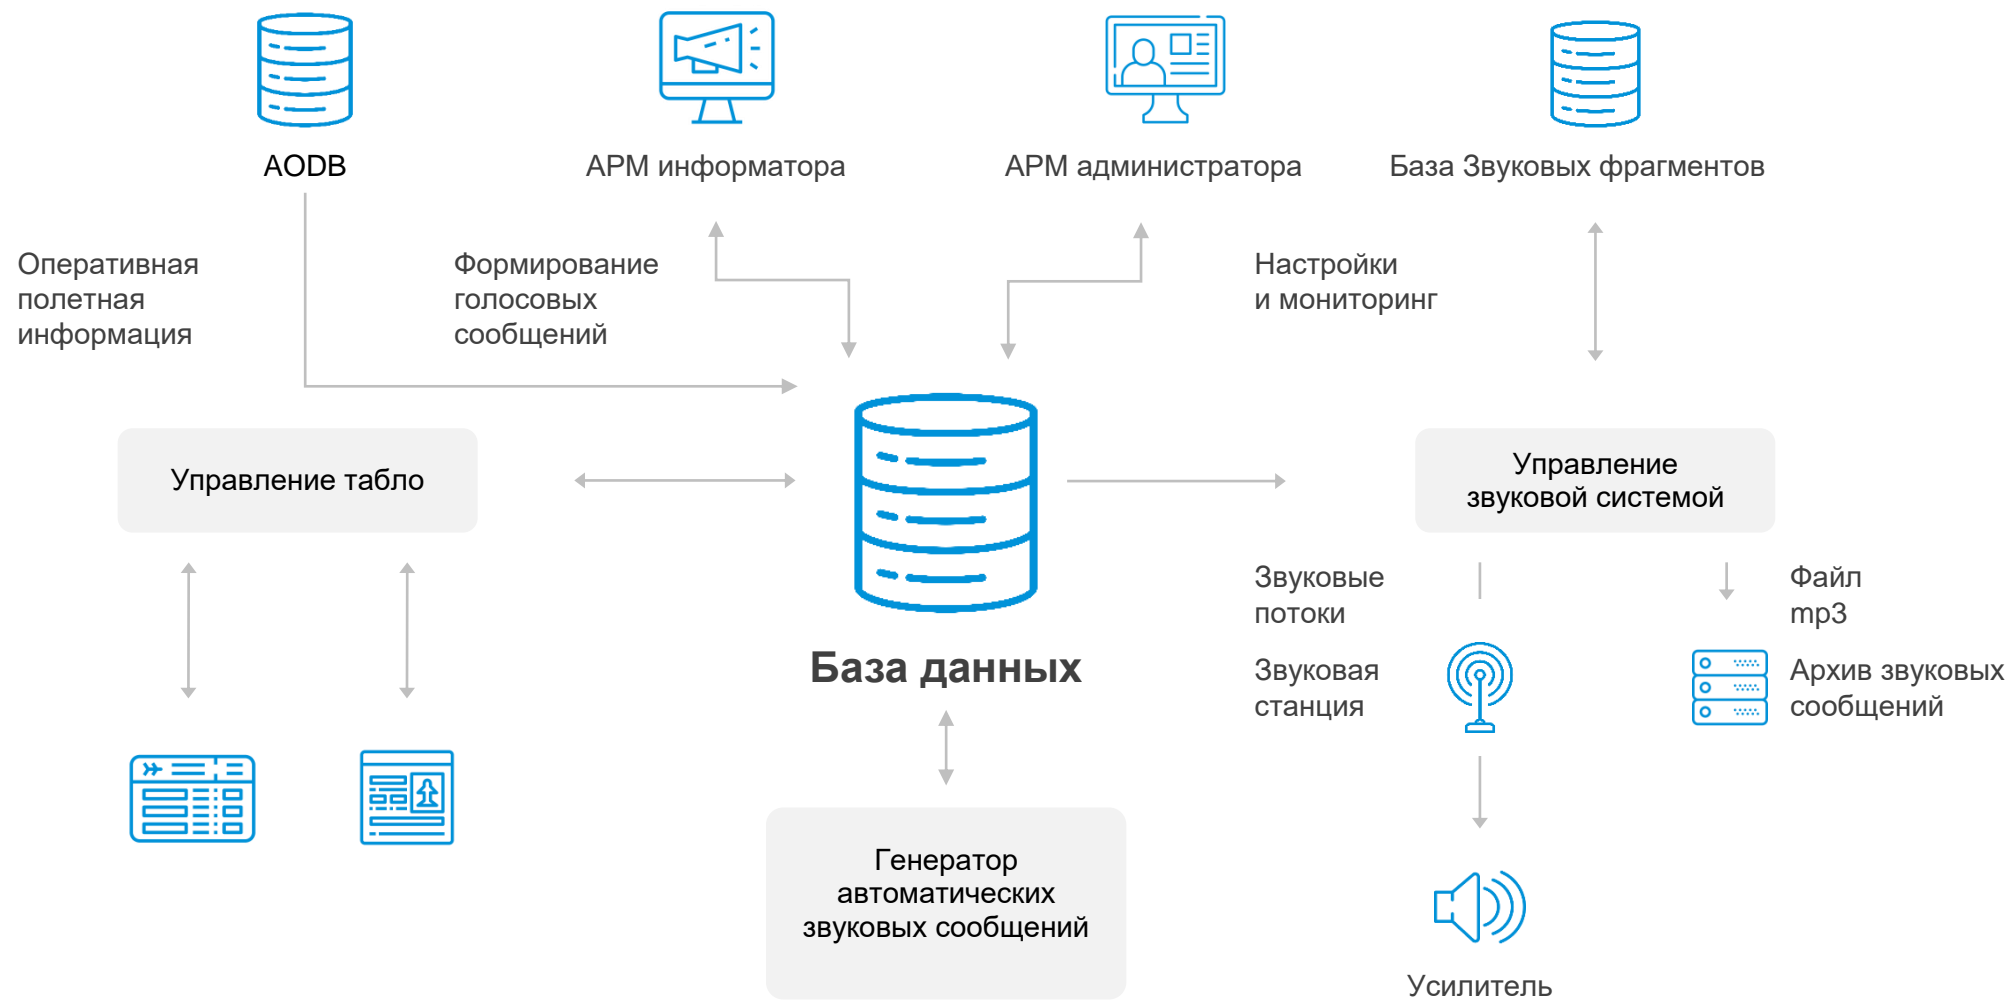 AODB
АРМ информатора
АРМ администратора
База Звуковых фрагментов
Оперативная
полетная
информация
Формирование
голосовых
сообщений
Настройки
и мониторинг
Управление табло
Управление
звуковой системой
База данных
Звуковые
потоки
Файл
mp3
Звуковая
станция
Архив звуковых
сообщений
Генератор
автоматических
звуковых сообщений
Усилитель